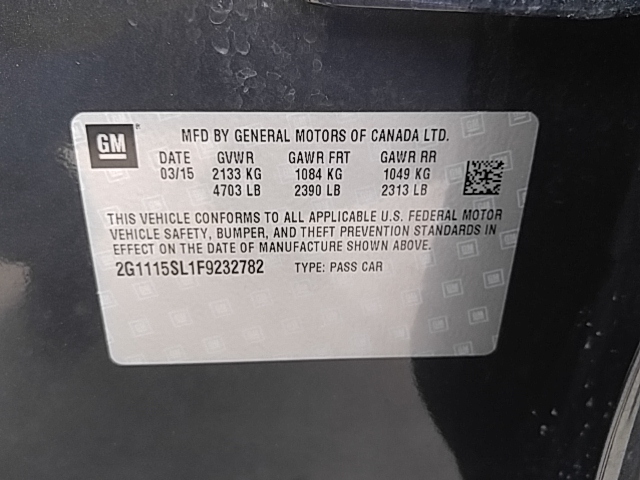 GM
MFD BY GENERAL MOTORS OF CANADA LTD.
DATE GVWR GAWR FRT GAWR RR
03/15 2133 KG 1084 KG 1049 KG
4703 LB 2390 LB 2313 LB
THIS VEHICLE CONFORMS TO ALL APPLICABLE U.S. FEDERAL MOTOR
VEHICLE SAFETY, BUMPER, AND THEFT PREVENTION STANDARDS IN
EFFECT ON THE DATE OF MANUFACTURE SHOWN ABOVE.
2G1115SL1F9232782 TYPE: PASS CAR